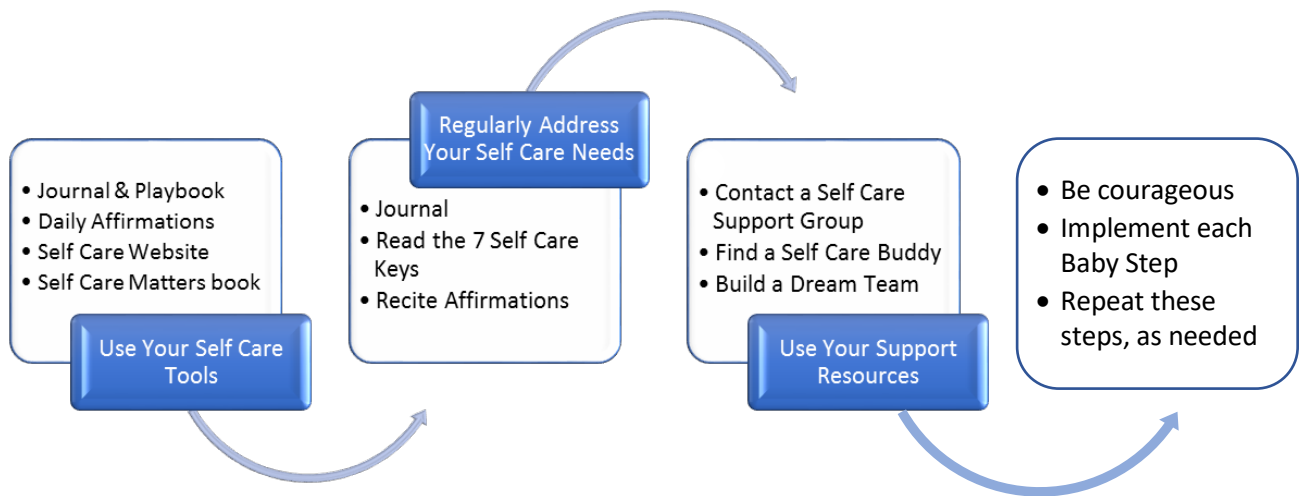 • Journal & Playbook
• Daily Affirmations
• Self Care Website
• Self Care Matters book
Use Your Self Care
Tools
Regularly Address
Your Self Care Needs
• Journal
• Read the 7 Self Care
Keys
• Recite Affirmations
• Contact a Self Care
Support Group
• Find a Self Care Buddy
• Build a Dream Team
Use Your Support
Resources
• Be courageous
• Implement each
Baby Step
• Repeat these
steps, as needed